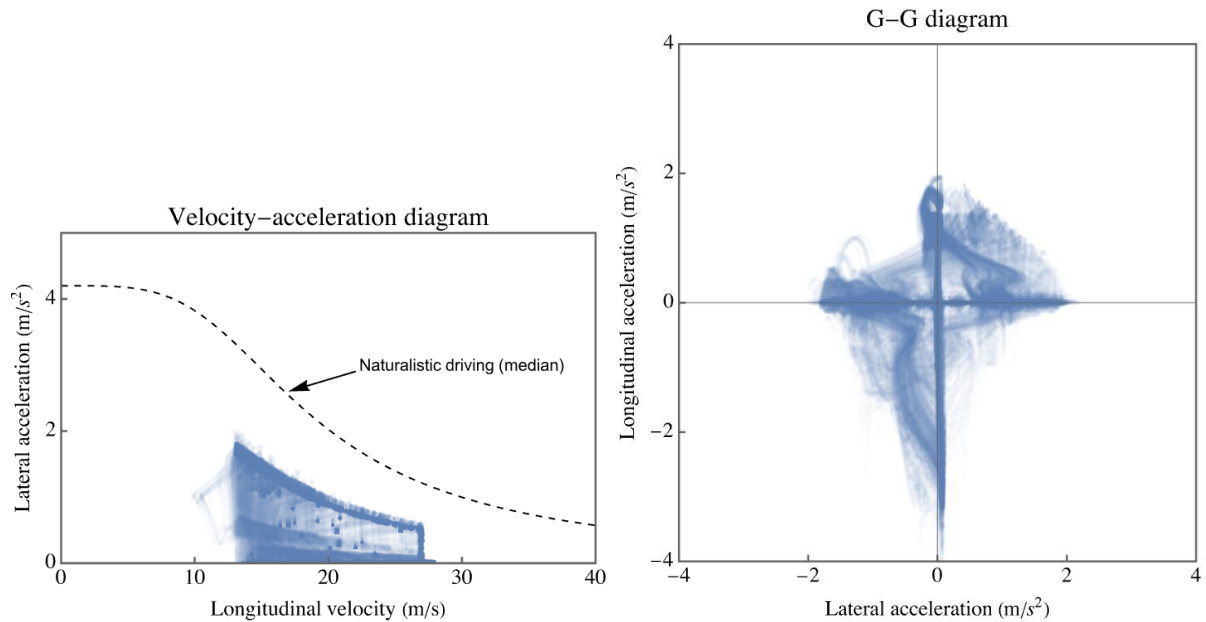 Velocity–acceleration diagram
Lateral acceleration (m/s²)
4
2
0
Naturalistic driving (median)
0
10
20
30
40
Longitudinal velocity (m/s)
G–G diagram
Longitudinal acceleration (m/s²)
4
2
0
−2
−4
−4
−2
0
2
4
Lateral acceleration (m/s²)